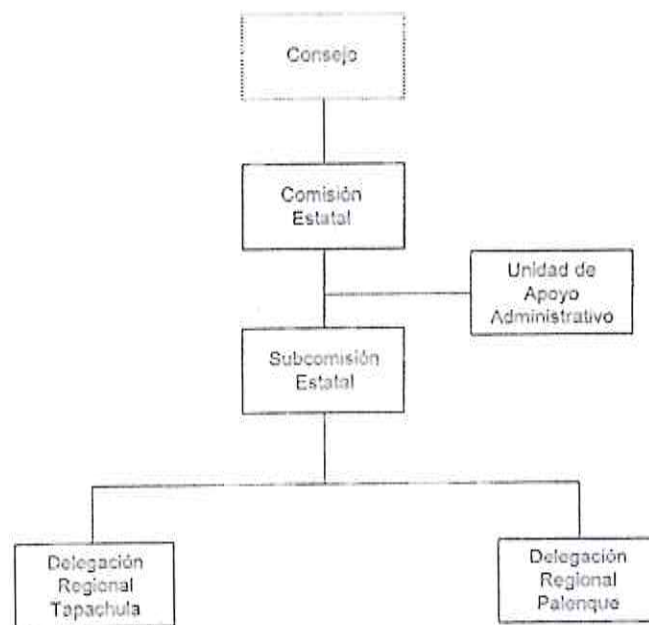 Consejo
Comisión
Estatal
Unidad de
Apoyo
Administrativo
Subcomisión
Estatal
Delegación
Regional
Tapachula
Delegación
Regional
Palenque